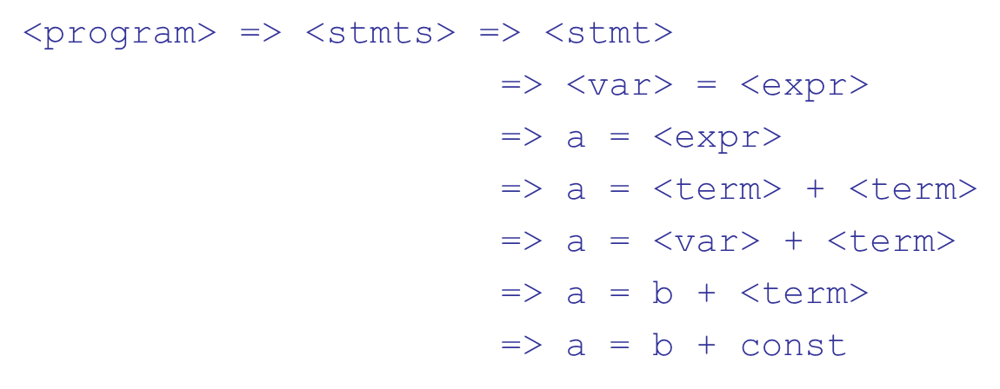 <program> => <stmts> => <stmt>
=> <var> = <expr>
=> a = <expr>
=> a = <term> + <term>
=> a = <var> + <term>
=> a = b + <term>
=> a = b + const